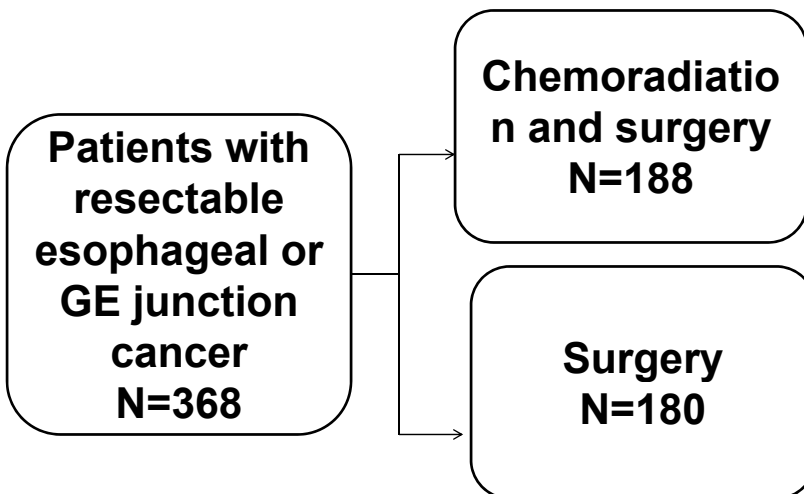 Patients with
resectable
esophageal or
GE junction
cancer
N=368
Chemoradiatio
n and surgery
N=188
Surgery
N=180